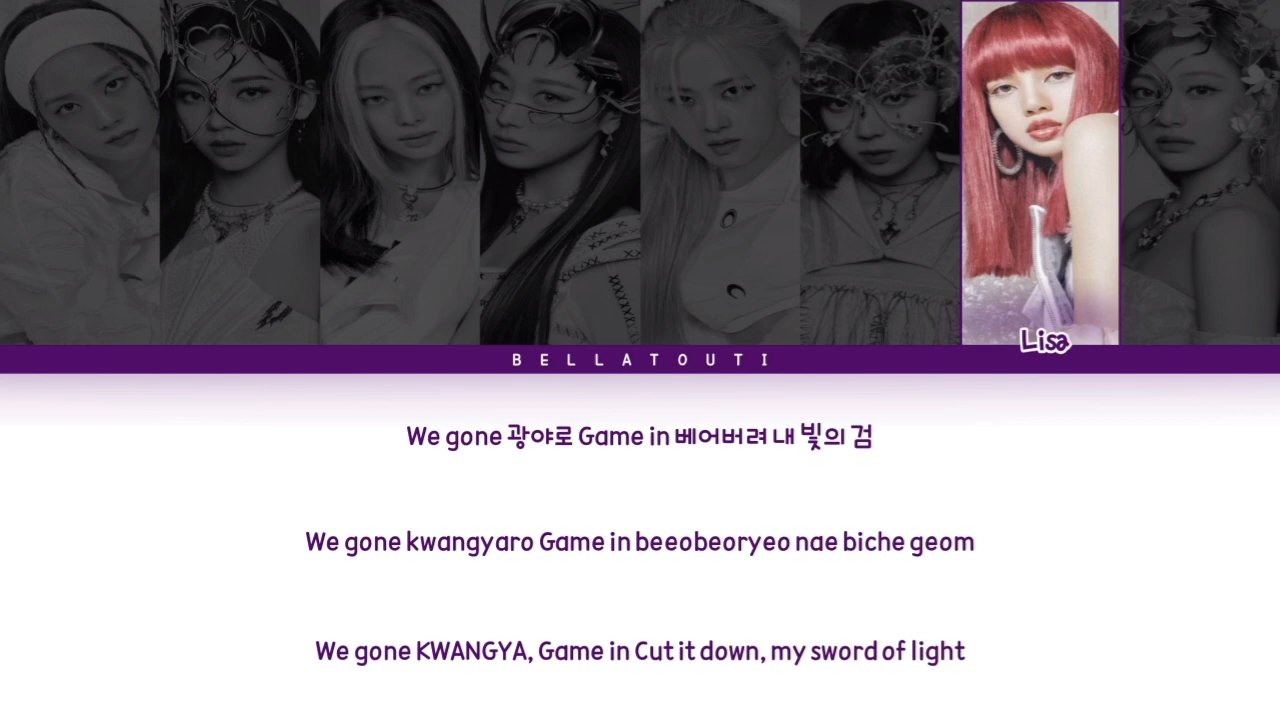 Lisa
BELLATOUTI
We gone 광야로 Game in 베어버려 내 빛의 검
We gone kwangyaro Game in beeobeoryeo nae biche geom
We gone KWANGYA, Game in Cut it down, my sword of light